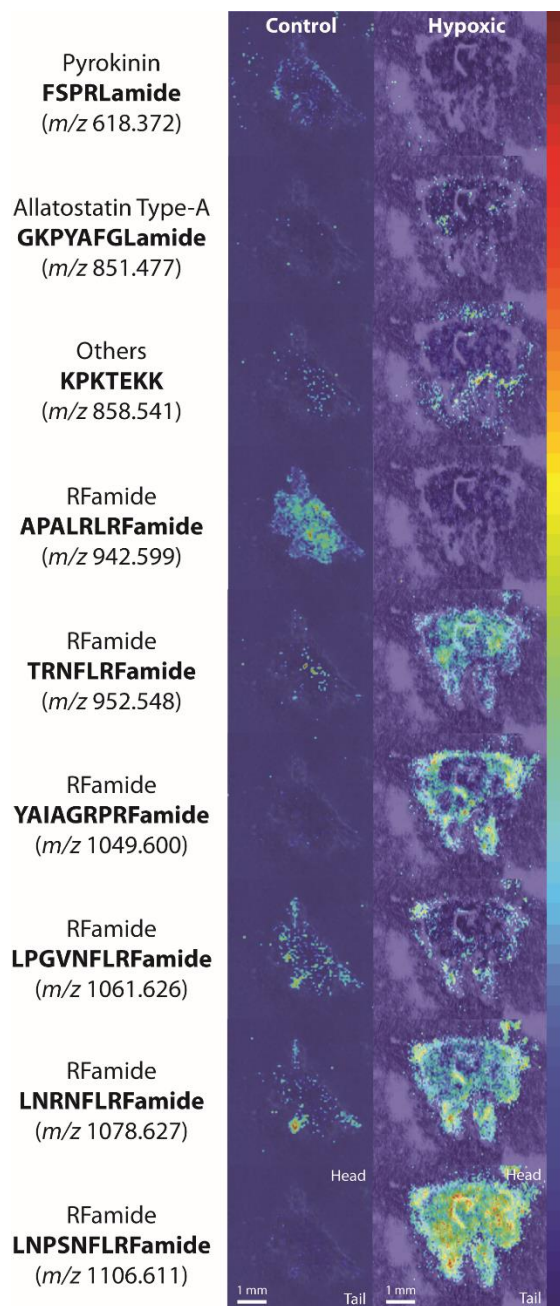 Control Hypoxic
Pyrokinin
FSPRLamide
(m/z 618.372)
Allatostatin Type-A
GKPYAFGLamide
(m/z 851.477)
Others
KPKTEKK
(m/z 858.541)
RFamide
APALRLRFamide
(m/z 942.599)
RFamide
TRNFLRFamide
(m/z 952.548)
RFamide
YAIAGRPRFamide
(m/z 1049.600)
RFamide
LPGVNFLRFamide
(m/z 1061.626)
RFamide
LNRNFLRFamide
(m/z 1078.627)
Head Head
RFamide
LNPSNFLRFamide
(m/z 1106.611)
1 mm 1 mm
Tail Tail